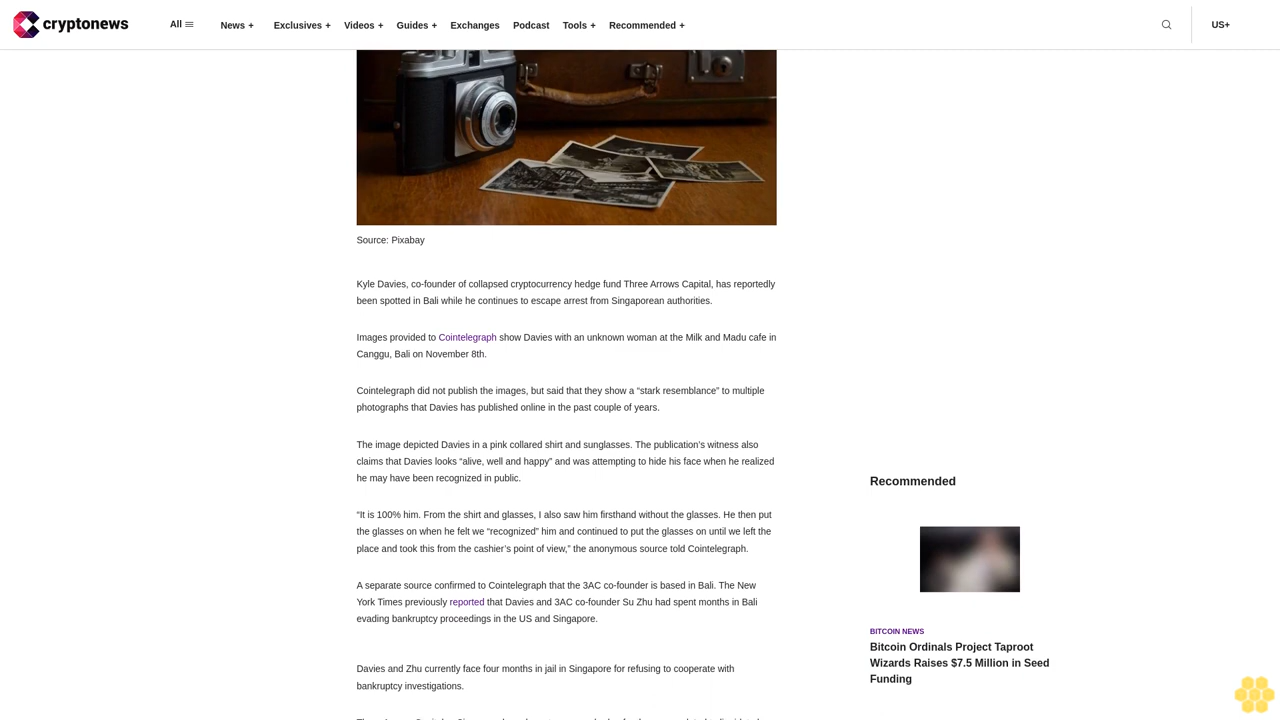 cryptonews
All
News +
Exclusives +
Videos +
Guides +
Exchanges
Podcast
Tools +
Recommended +
US+
Source: Pixabay
Kyle Davies, co-founder of collapsed cryptocurrency hedge fund Three Arrows Capital, has reportedly
been spotted in Bali while he continues to escape arrest from Singaporean authorities.
Images provided to Cointelegraph show Davies with an unknown woman at the Milk and Madu cafe in
Canggu, Bali on November 8th.
Cointelegraph did not publish the images, but said that they show a “stark resemblance” to multiple
photographs that Davies has published online in the past couple of years.
The image depicted Davies in a pink collared shirt and sunglasses. The publication’s witness also
claims that Davies looks “alive, well and happy” and was attempting to hide his face when he realized
he may have been recognized in public.
“It is 100% him. From the shirt and glasses, I also saw him firsthand without the glasses. He then put
the glasses on when he felt we “recognized” him and continued to put the glasses on until we left the
place and took this from the cashier’s point of view,” the anonymous source told Cointelegraph.
A separate source confirmed to Cointelegraph that the 3AC co-founder is based in Bali. The New
York Times previously reported that Davies and 3AC co-founder Su Zhu had spent months in Bali
evading bankruptcy proceedings in the US and Singapore.
Davies and Zhu currently face four months in jail in Singapore for refusing to cooperate with
bankruptcy investigations.
Recommended
BITCOIN NEWS
Bitcoin Ordinals Project Taproot
Wizards Raises $7.5 Million in Seed
Funding